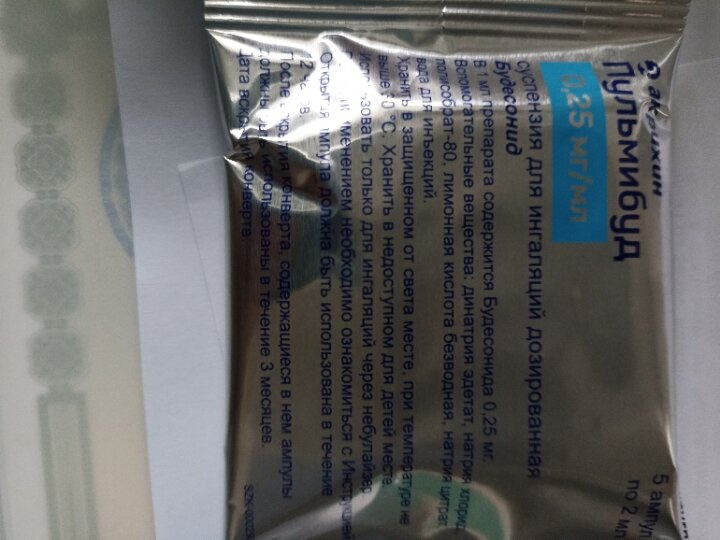 акрихин
Пульмибуд
0,25 мг/мл
5 ампул
по 2 мл
суспензия для ингаляций дозированная
Будесонид
В 1 мл препарата содержится Будесонида 0,25 мг.
Вспомогательные вещества: динатрия эдетат, натрия хлорид,
полисорбат-80, лимонная кислота безводная, натрия цитрат,
вода для инъекций.
Хранить в защищенном от света месте, при температуре не
выше 0 °C. Хранить в недоступном для детей месте.
Использовать только для ингаляций через небулайзер
применением необходимо ознакомиться с Инструкцией
Открытая ампула должна быть использована в течение
12
После вскрытия конверта, содержащиеся в нем ампулы
должны быть использованы в течение 3 месяцев.
Дата вскрытия конверта